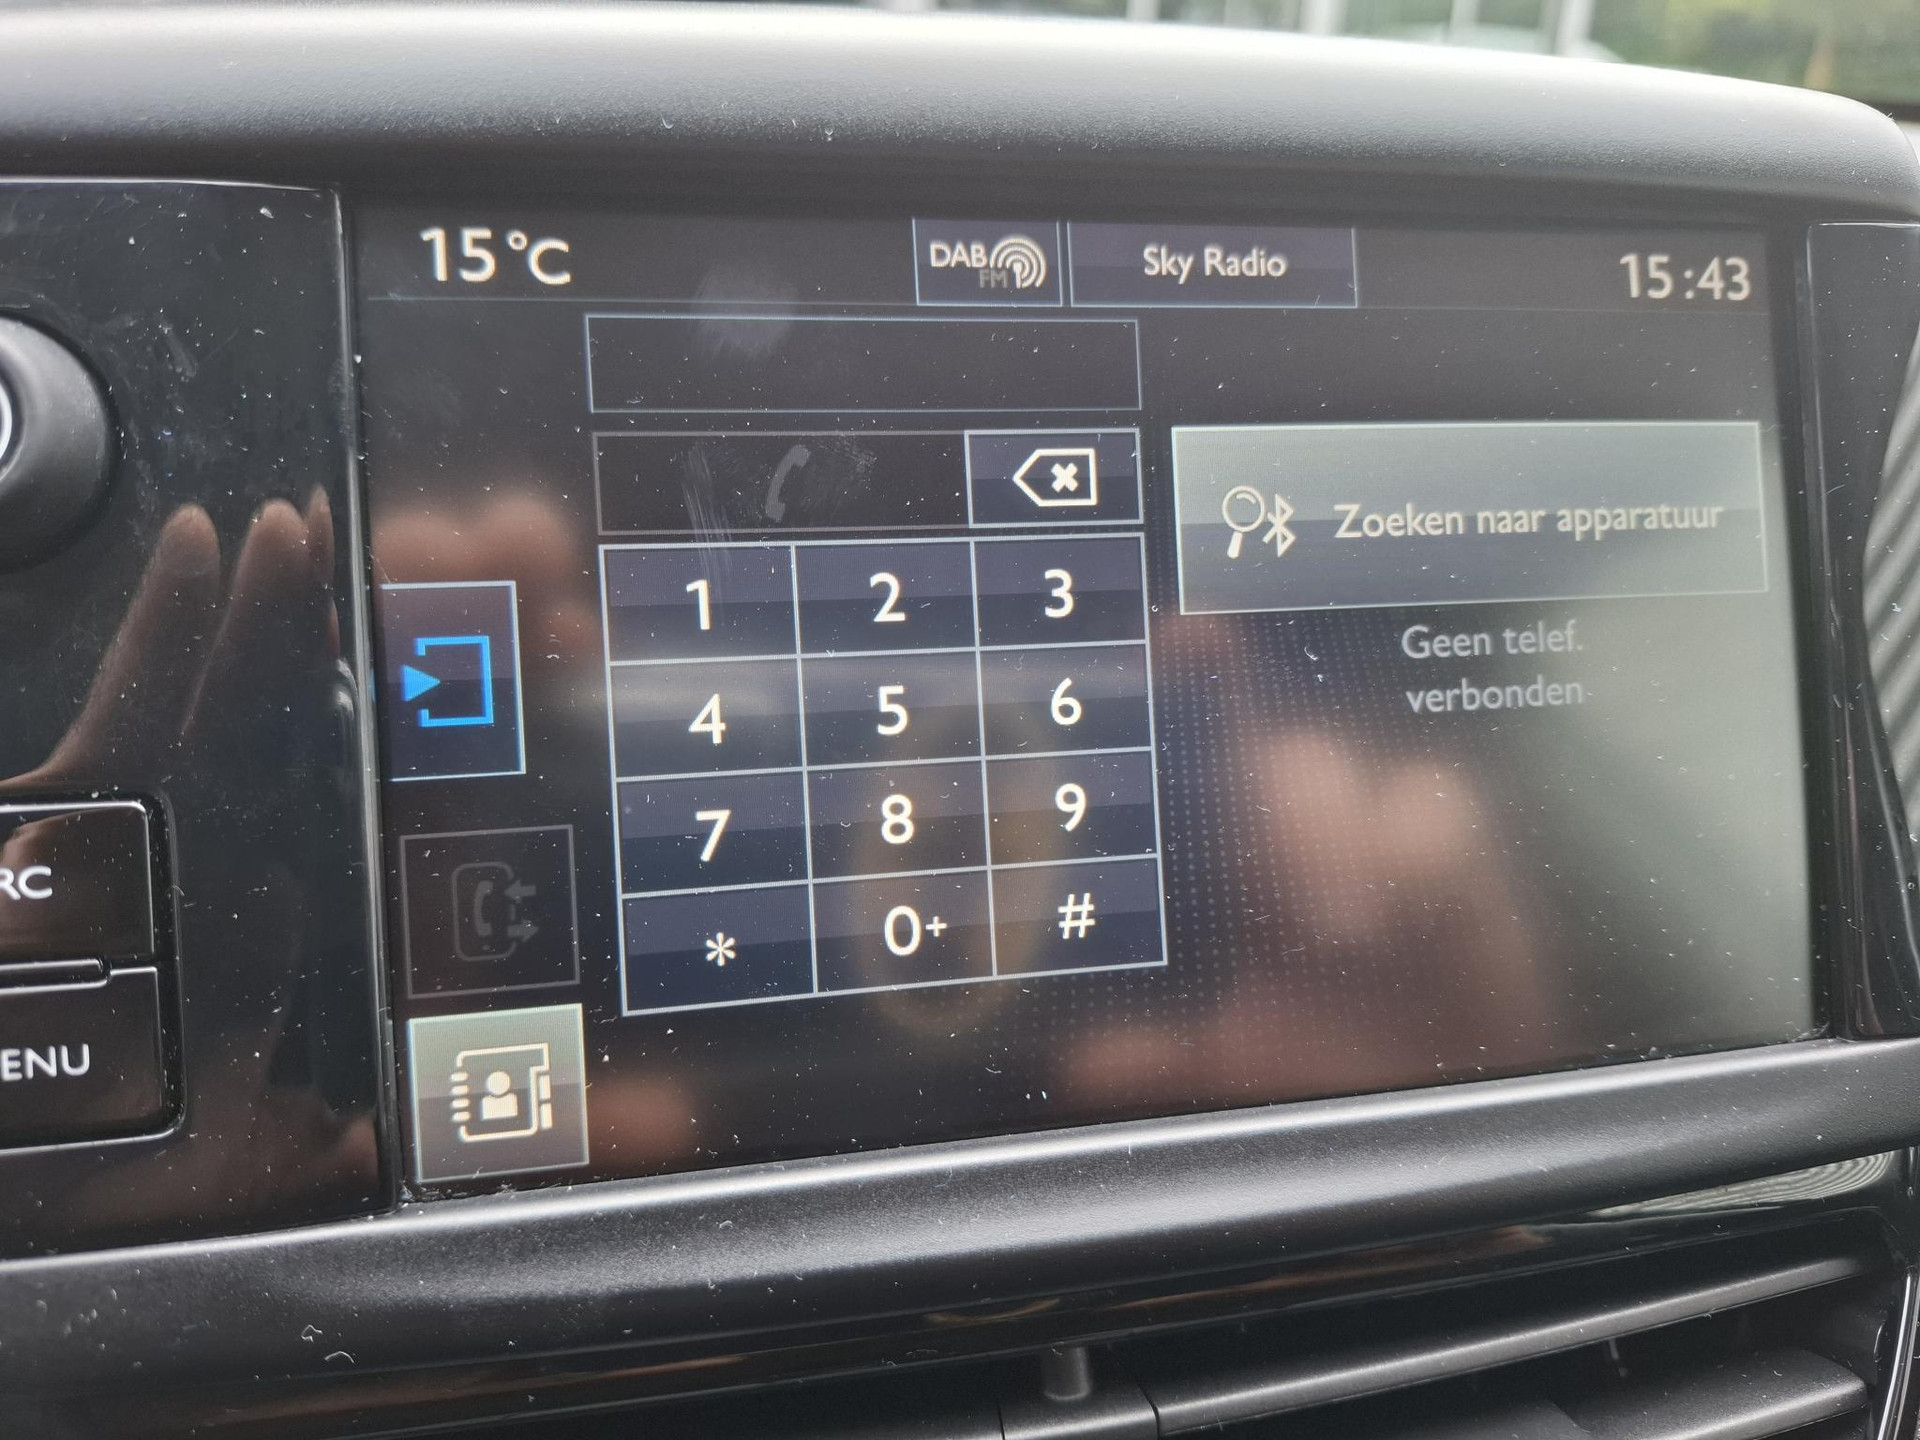 15°C
DAB
FM
Sky Radio
15:43
Zoeken naar apparatuur
Geen telef.
verbonden
1 2 3
4 5 6
7 8 9
* 0+ #
RC
ENU